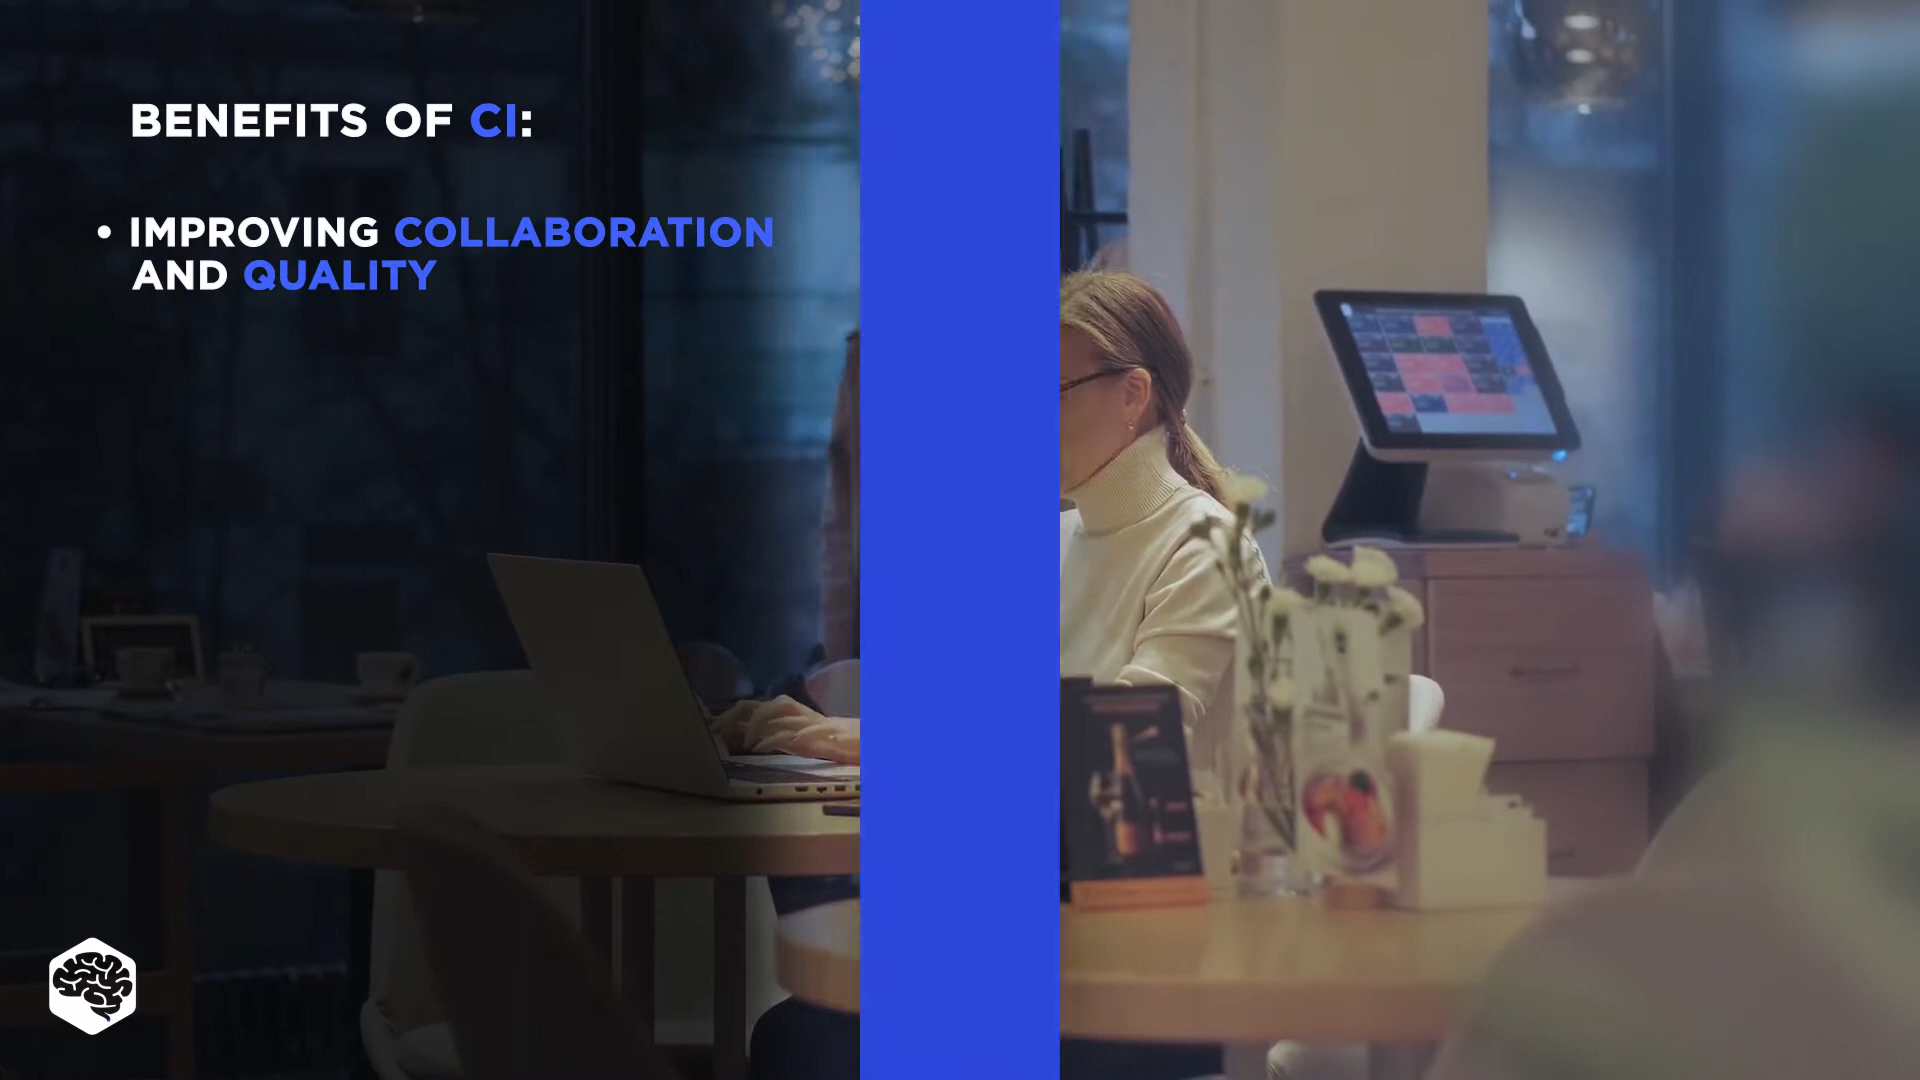 BENEFITS OF CI:
• IMPROVING COLLABORATION
AND QUALITY